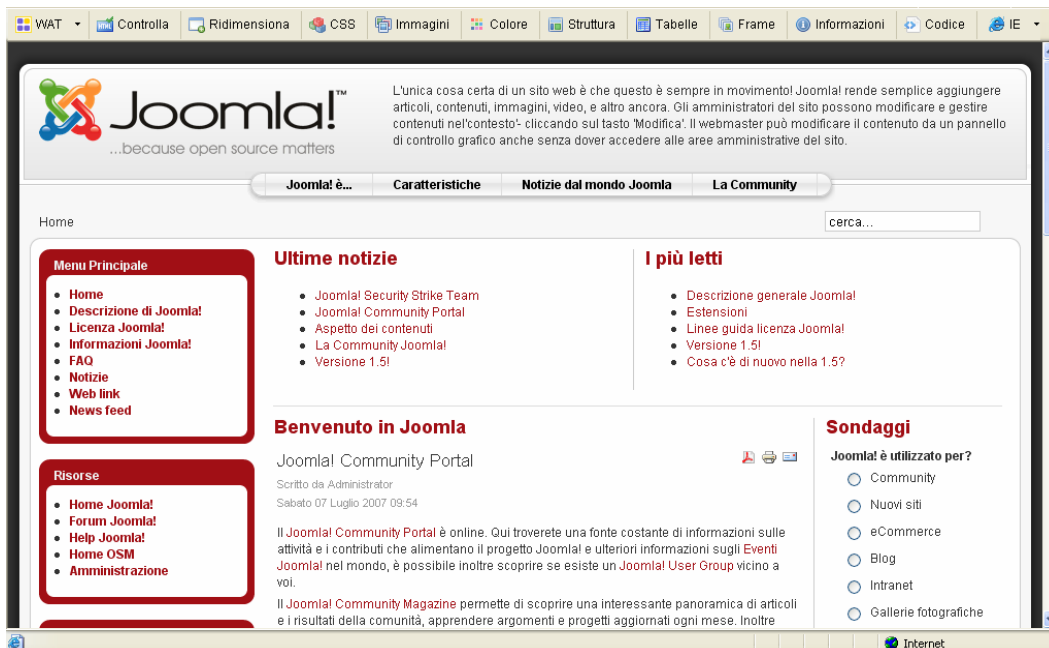 WAT Controlla Ridimensiona CSS Immagini Colore Struttura Tabelle Frame Informazioni Codice IE
Joomla!™
...because open source matters
L'unica cosa certa di un sito web è che questo è sempre in movimento! Joomla! rende semplice aggiungere
articoli, contenuti, immagini, video, e altro ancora. Gli amministratori del sito possono modificare e gestire
contenuti nel'contesto'- cliccando sul tasto 'Modifica'. Il webmaster può modificare il contenuto da un pannello
di controllo grafico anche senza dover accedere alle aree amministrative del sito.
Joomla! è... Caratteristiche Notizie dal mondo Joomla La Community
Home
cerca...
Menu Principale
Home
Descrizione di Joomla!
Licenza Joomla!
Informazioni Joomla!
FAQ
Notizie
Web link
News feed
Risorse
Home Joomla!
Forum Joomla!
Help Joomla!
Home OSM
Amministrazione
Ultime notizie
Joomla! Security Strike Team
Joomla! Community Portal
Aspetto dei contenuti
La Community Joomla!
Versione 1.5!
I più letti
Descrizione generale Joomla!
Estensioni
Linee guida licenza Joomla!
Versione 1.5!
Cosa c'è di nuovo nella 1.5?
Benvenuto in Joomla
Joomla! Community Portal
Scritto da Administrator
Sabato 07 Luglio 2007 09:54
Il Joomla! Community Portal è online. Qui troverete una fonte costante di informazioni sulle
attività e i contributi che alimentano il progetto Joomla! e ulteriori informazioni sugli Eventi
Joomla! nel mondo, è possibile inoltre scoprire se esiste un Joomla! User Group vicino a
voi.
Il Joomla! Community Magazine permette di scoprire una interessante panoramica di articoli
e i risultati della comunità, apprendere argomenti e progetti aggiornati ogni mese. Inoltre
Sondaggi
Joomla! è utilizzato per?
Community
Nuovi siti
eCommerce
Blog
Intranet
Gallerie fotografiche
Internet